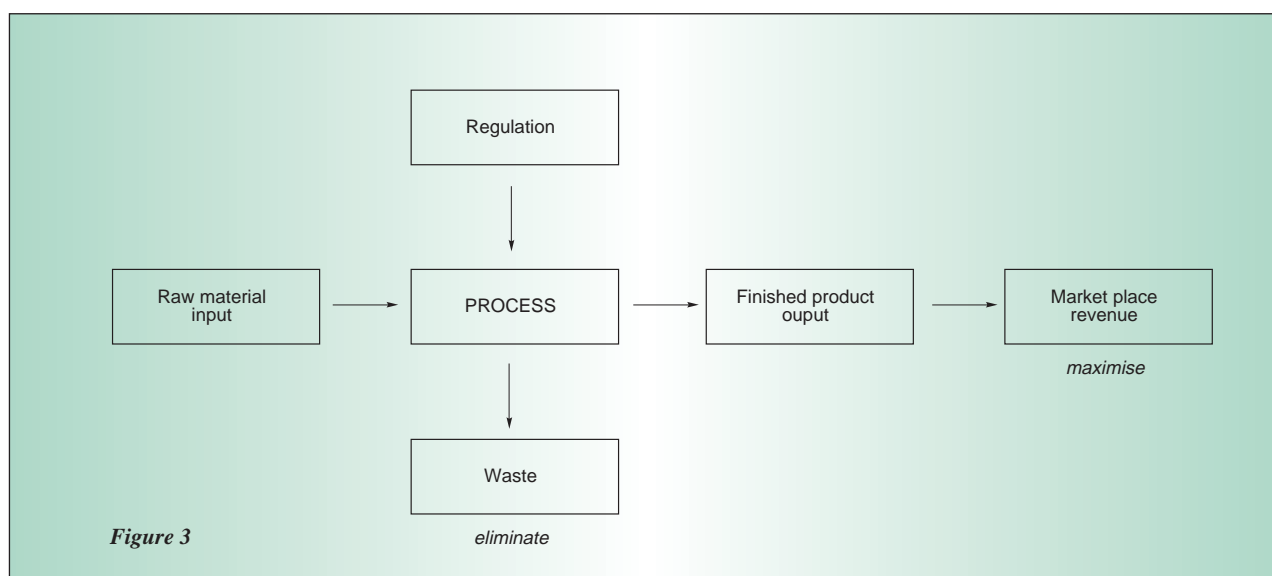 Regulation
Raw material
input
PROCESS
Finished product
ouput
Market place
revenue
maximise
Waste
eliminate
Figure 3